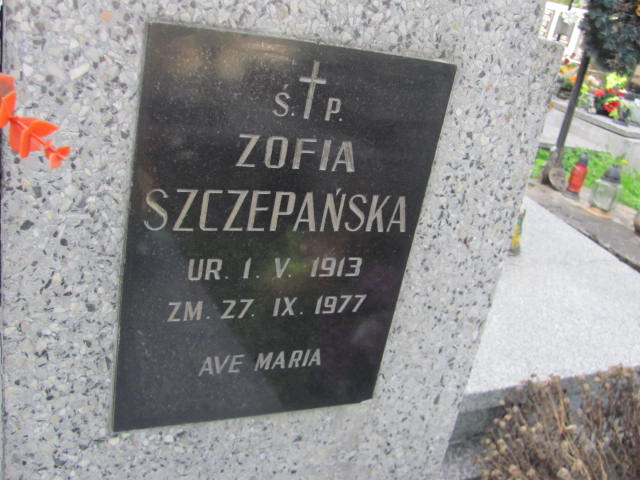 Ś. P.
ZOFIA
SZCZEPAŃSKA
UR. 1. V. 1913
ZM. 27. IX. 1977
AVE MARIA